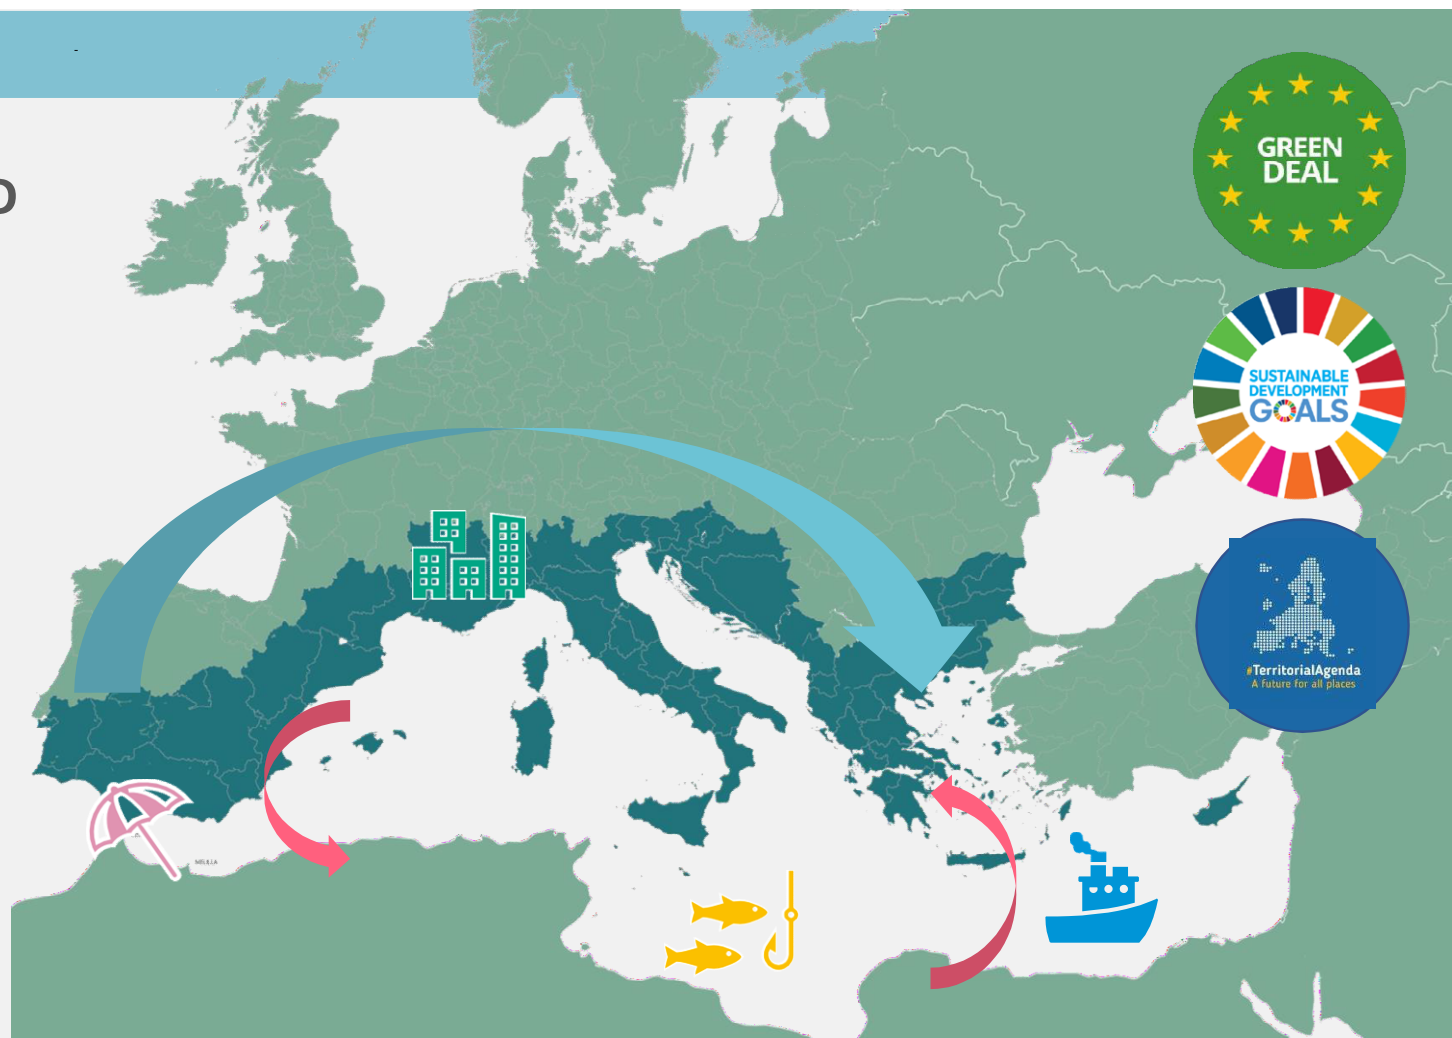 GREEN
DEAL
SUSTAINABLE
DEVELOPMENT
GOALS
#TerritorialAgenda
A future for all places
MELILLA